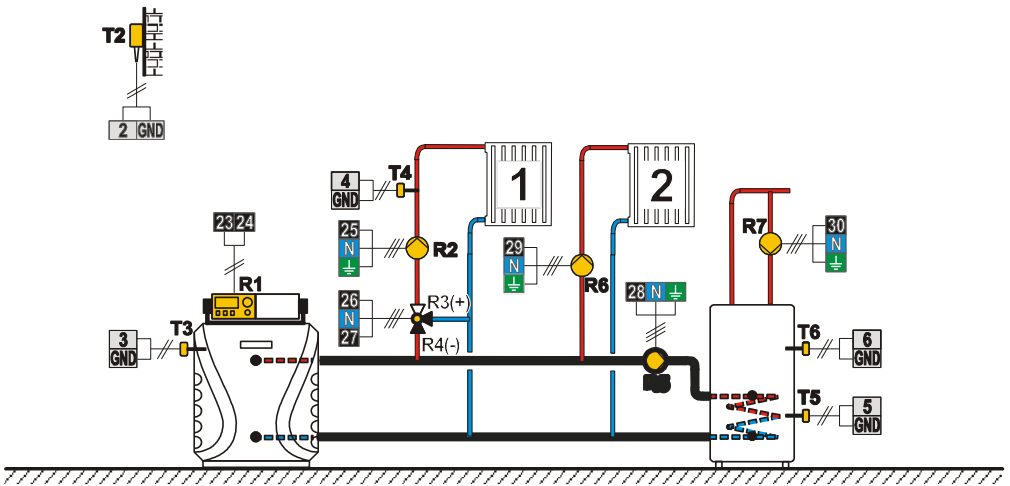 T2
2 GND
4
GND
T4
1
2
23 24
R1
25
N
R2
29
N
R6
R7
30
N
26
N
27
R3(+)
R4(-)
28 N
3
GND
T3
T6
6
GND
T5
5
GND